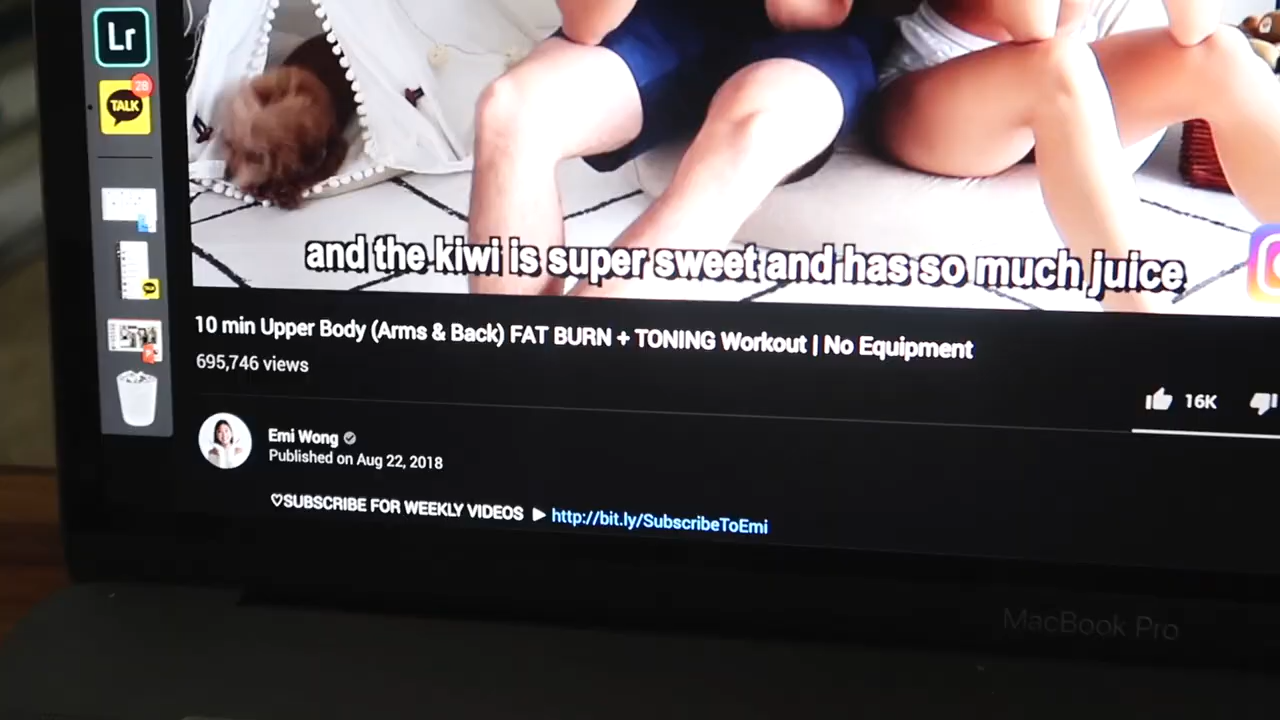 Lr
28
TALK
and the kiwi is super sweet and has so much juice
10 min Upper Body (Arms & Back) FAT BURN + TONING Workout | No Equipment
695,746 views
16K
Emi Wong
Published on Aug 22, 2018
♡SUBSCRIBE FOR WEEKLY VIDEOS ▶ http://bit.ly/SubscribeToEmi
MacBook Pro